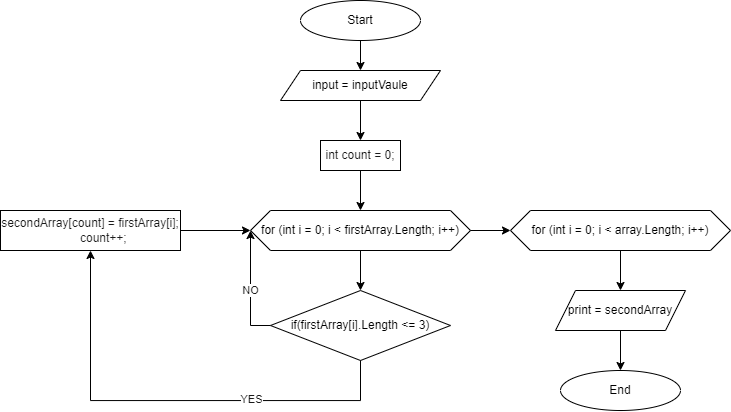 Start
input = inputVaule
int count = 0;
secondArray[count] = firstArray[i];
count++;
for (int i = 0; i < firstArray.Length; i++)
for (int i = 0; i < array.Length; i++)
NO
print = secondArray
if(firstArray[i].Length <= 3)
End
YES